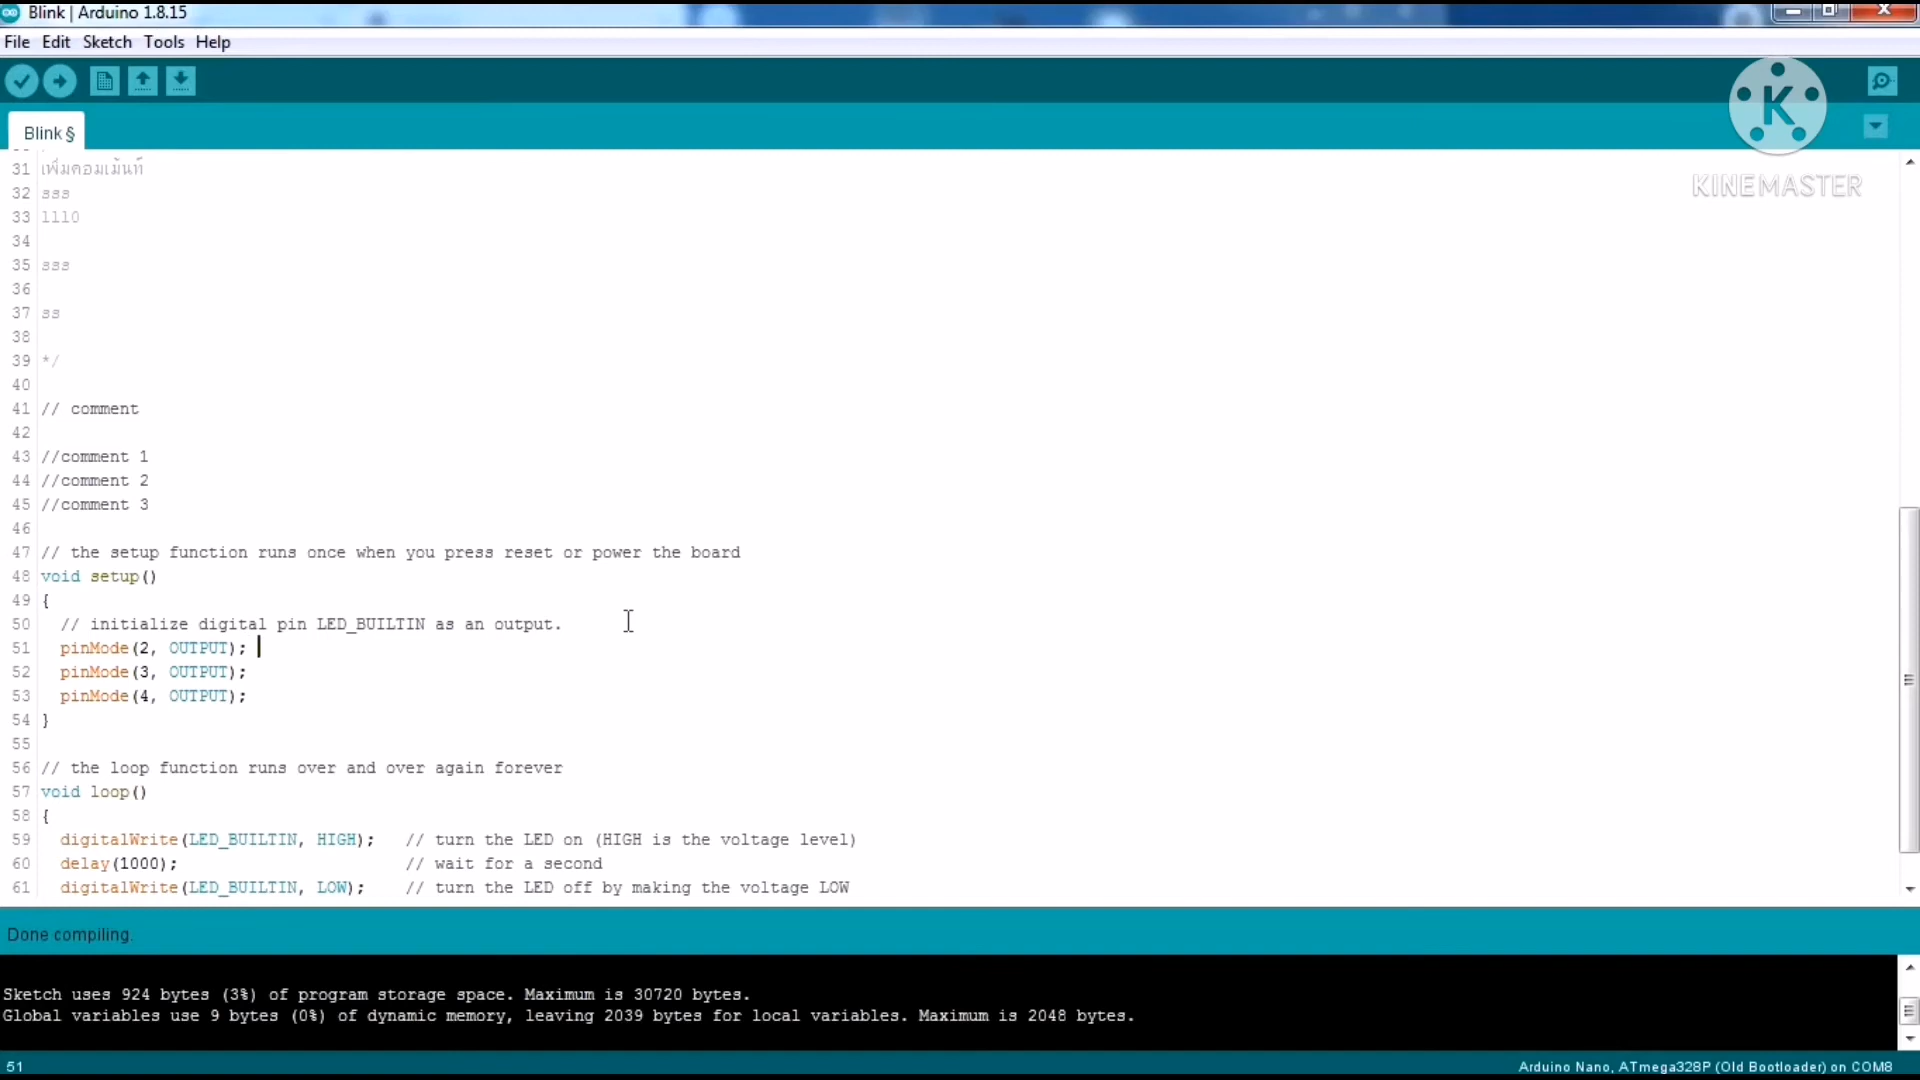 Blink | Arduino 1.8.15
File Edit Sketch Tools Help
K
KINEMASTER
Blink §
31 เพิ่มคอมเม้นท์
32 sss
33 1110
34
35 sss
36
37 ss
38
39 */
40
41 // comment
42
43 //comment 1
44 //comment 2
45 //comment 3
46
47 // the setup function runs once when you press reset or power the board
48 void setup()
49 {
50 // initialize digital pin LED_BUILTIN as an output.
51 pinMode(2, OUTPUT);
52 pinMode(3, OUTPUT);
53 pinMode(4, OUTPUT);
54 }
55
56 // the loop function runs over and over again forever
57 void loop()
58 {
59 digitalWrite(LED_BUILTIN, HIGH); // turn the LED on (HIGH is the voltage level)
60 delay(1000); // wait for a second
61 digitalWrite(LED_BUILTIN, LOW); // turn the LED off by making the voltage LOW
Done compiling.
Sketch uses 924 bytes (3%) of program storage space. Maximum is 30720 bytes.
Global variables use 9 bytes (0%) of dynamic memory, leaving 2039 bytes for local variables. Maximum is 2048 bytes.
51 Arduino Nano, ATmega328P (Old Bootloader) on COM8